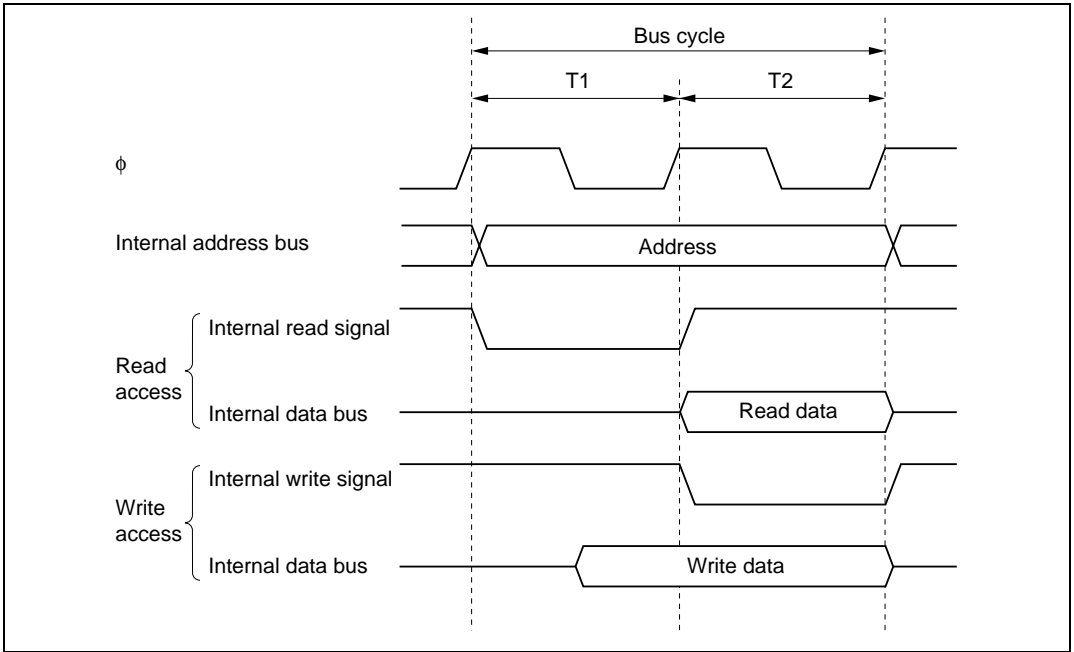 Bus cycle
T1
T2
ϕ
Internal address bus
Address
Internal read signal
Read
access
Internal data bus
Read data
Internal write signal
Write
access
Internal data bus
Write data